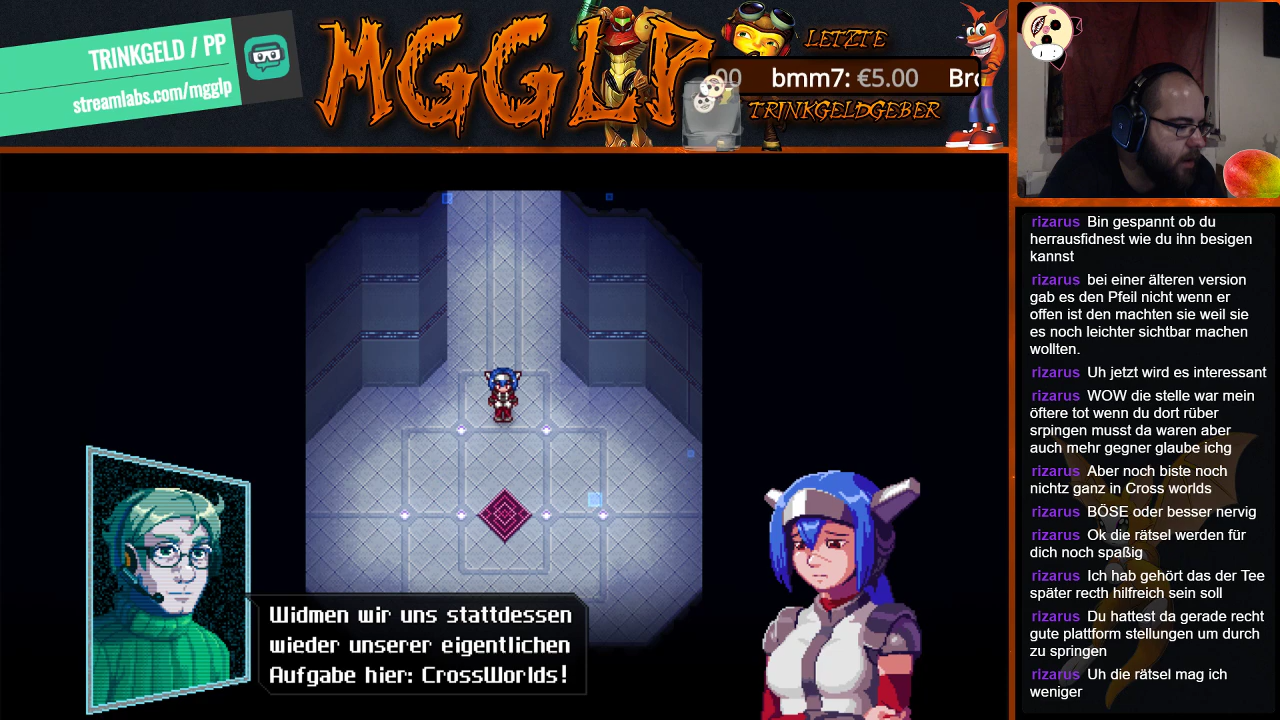 TRINKGELD / PP
streamlabs.com/mgglp
MGGLP
LETZTE
00 bmm7: €5.00 Bro
TRINKGELDGEBER
rizarus Bin gespannt ob du
herrausfidnest wie du ihn besigen
kannst
rizarus bei einer älteren version
gab es den Pfeil nicht wenn er
offen ist den machten sie weil sie
es noch leichter sichtbar machen
wollten.
rizarus Uh jetzt wird es interessant
rizarus WOW die stelle war mein
öftere tot wenn du dort rüber
srpingen musst da waren aber
auch mehr gegner glaube ichg
rizarus Aber noch biste noch
nichtz ganz in Cross worlds
rizarus BÖSE oder besser nervig
rizarus Ok die rätsel werden für
dich noch spaßig
rizarus Ich hab gehört das der Tee
später recth hilfreich sein soll
rizarus Du hattest da gerade recht
gute plattform stellungen um durch
zu springen
rizarus Uh die rätsel mag ich
weniger
Widmen wir uns stattdessen
wieder unserer eigentlichen
Aufgabe hier: CrossWorlds!